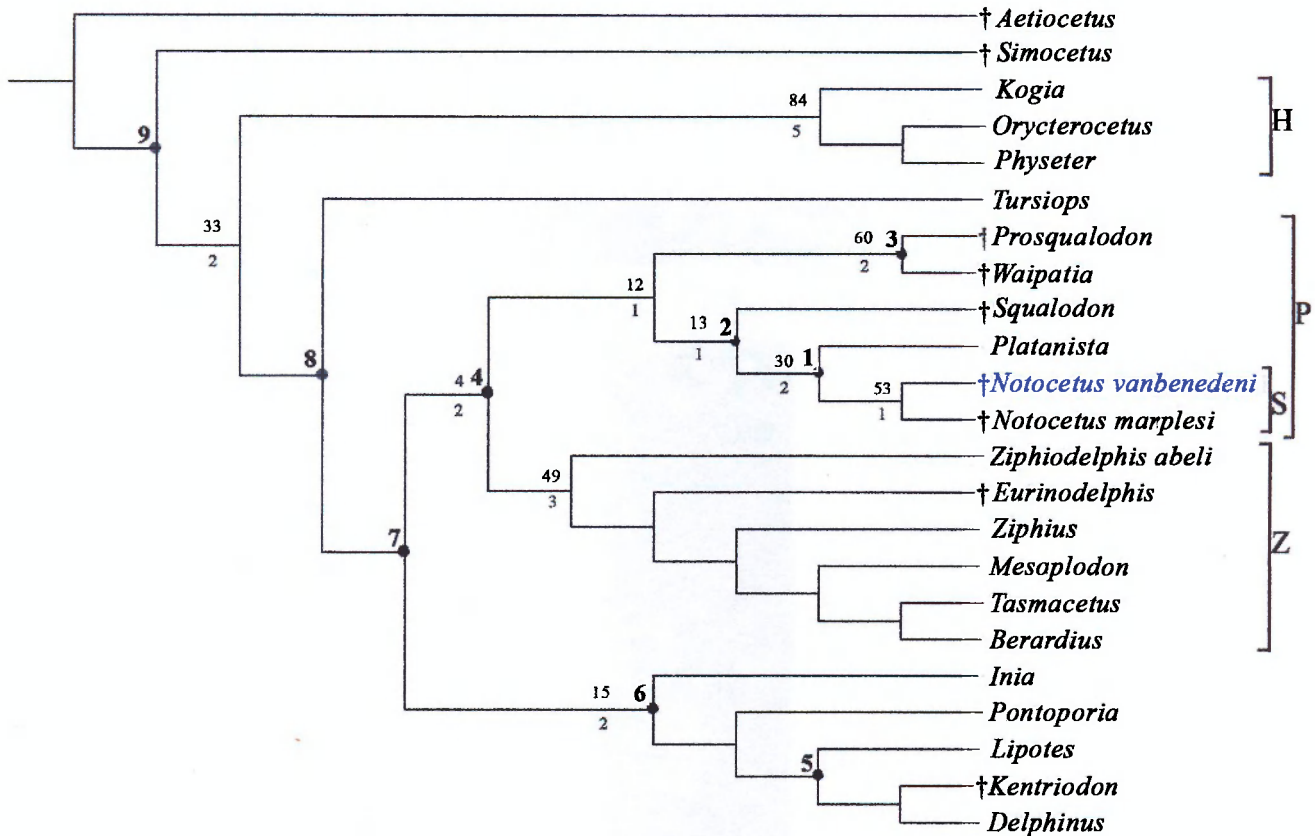 †Aetiocetus
†Simocetus
9
84
5
Kogia
H
Orycterocetus
Physeter
33
2
Tursiops
60
3
2
†Prosqualodon
†Waipatia
12
1
13
2
1
†Squalodon
P
8
30
1
2
Platanista
4
4
2
53
1
†Notocetus vanbenedeni
S
†Notocetus marplesi
49
3
Ziphiodelphis abeli
†Eurinodelphis
Ziphius
Z
7
Mesaplodon
Tasmacetus
Berardius
15
6
2
Inia
Pontoporia
5
Lipotes
†Kentriodon
Delphinus